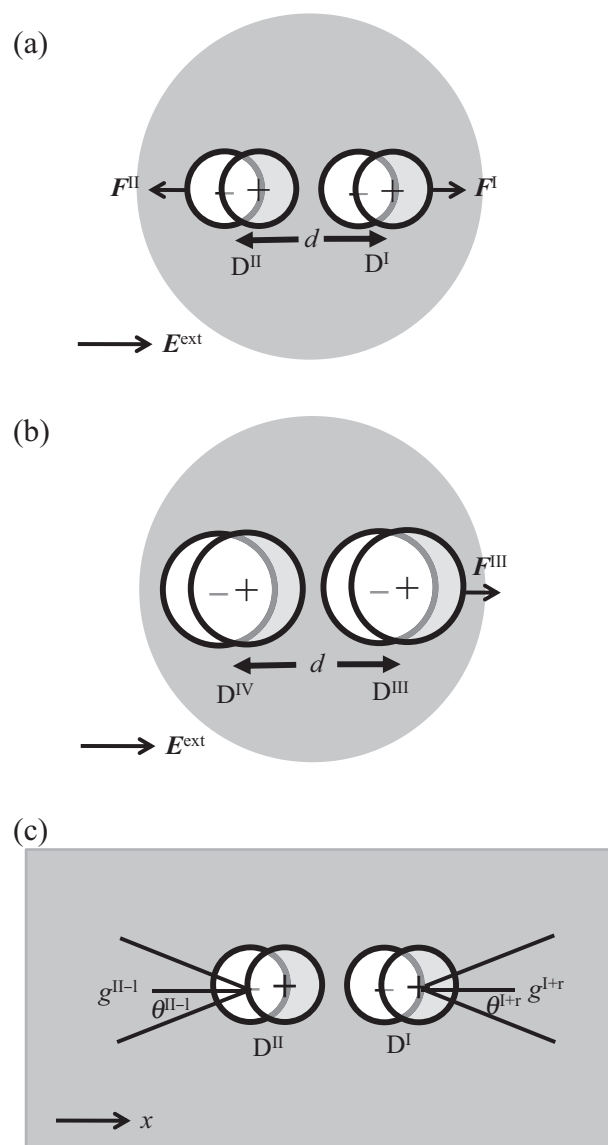 (a)
F^II – + – + F^I
d
D^II D^I
E^ext
(b)
– + – + F^III
d
D^IV D^III
E^ext
(c)
g^II–l θ^II–l – + – + θ^I+r g^I+r
D^II D^I
x